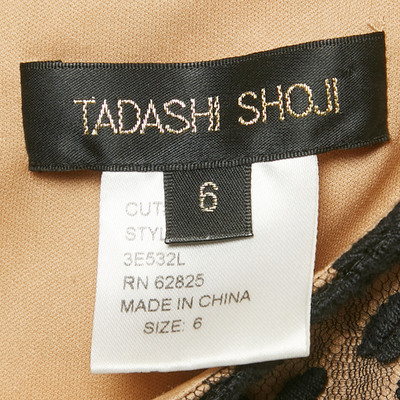 TADASHI SHOJI
6
CUT
STYL
3E532L
RN 62825
MADE IN CHINA
SIZE: 6